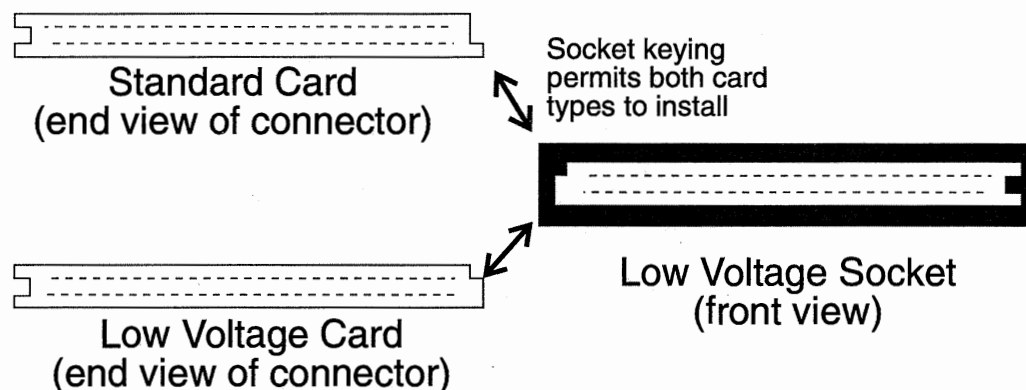 Standard Card
(end view of connector)
Socket keying
permits both card
types to install
Low Voltage Socket
(front view)
Low Voltage Card
(end view of connector)